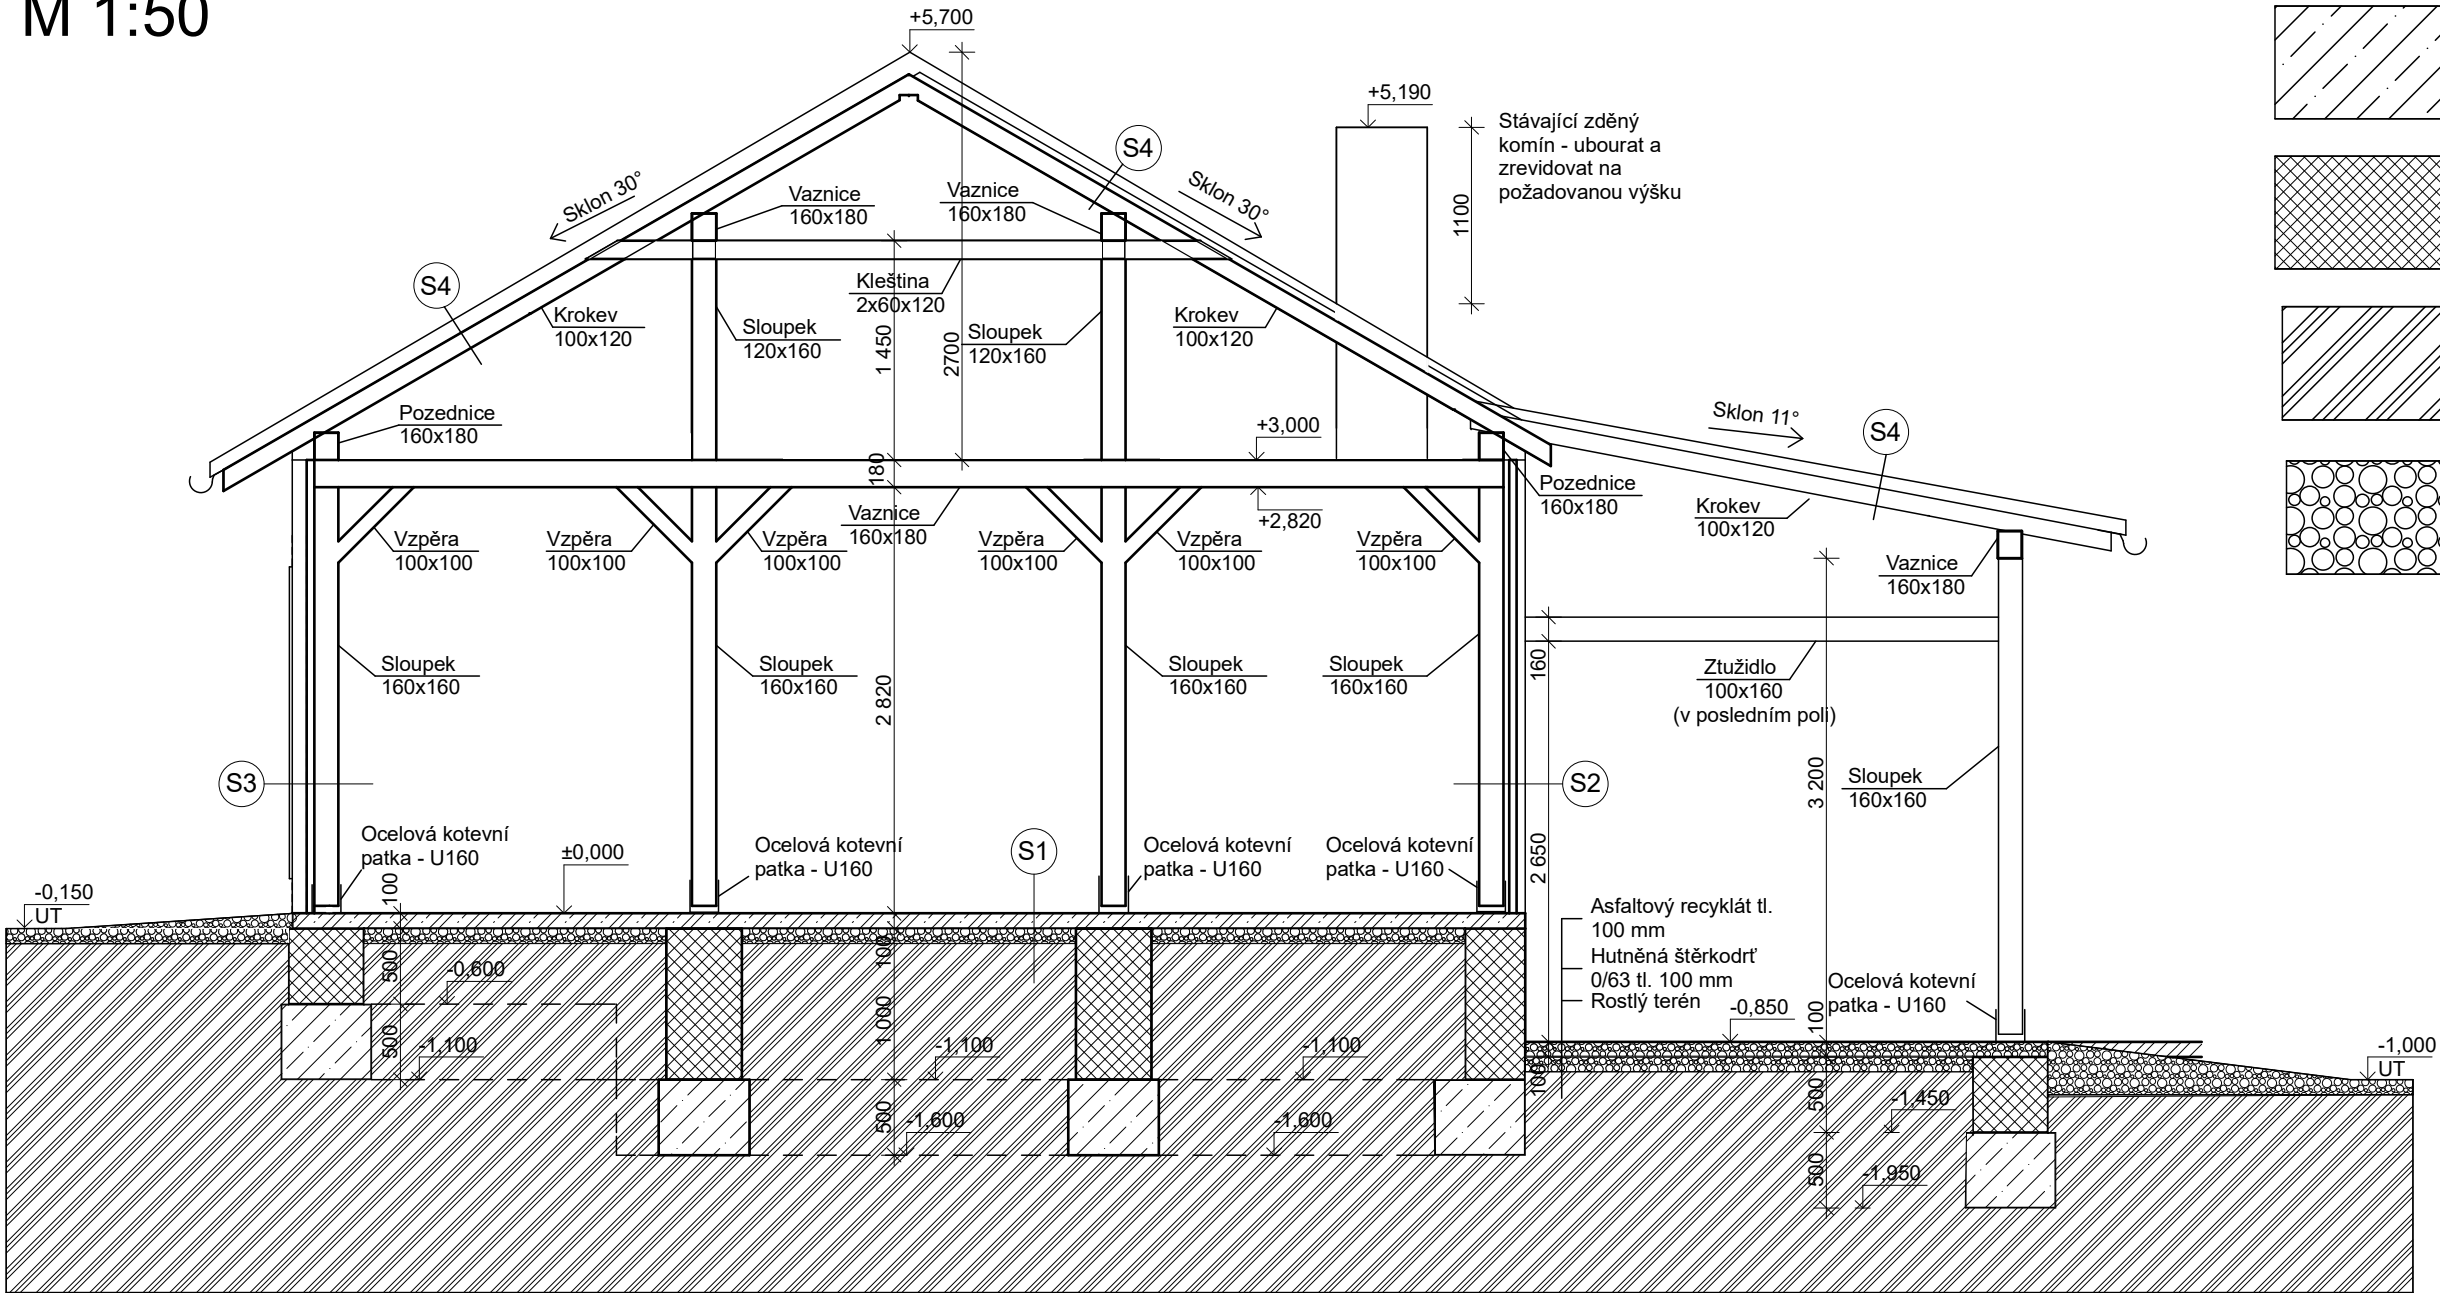 M 1:50
+5,700
+5,190
Stávající zděný
komín - ubourat a
zrevidovat na
požadovanou výšku
1100
S4
Sklon 30°
Sklon 30°
Vaznice
160x180
Vaznice
160x180
S4
Kleština
2x60x120
Krokev
100x120
Sloupek
120x160
1 450
2700
Sloupek
120x160
Krokev
100x120
Pozednice
160x180
+3,000
Sklon 11°
S4
180
Pozednice
160x180
Krokev
100x120
Vaznice
160x180
+2,820
Vzpěra
100x100
Vzpěra
100x100
Vzpěra
100x100
Vzpěra
100x100
Vzpěra
100x100
Vzpěra
100x100
Vaznice
160x180
Sloupek
160x160
Sloupek
160x160
2 820
Sloupek
160x160
Sloupek
160x160
160
Ztužidlo
100x160
(v posledním poli)
S3
S2
3 200
Sloupek
160x160
Ocelová kotevní
patka - U160
±0,000
Ocelová kotevní
patka - U160
S1
Ocelová kotevní
patka - U160
Ocelová kotevní
patka - U160
2 650
-0,150
UT
100
Asfaltový recyklát tl.
100 mm
Hutněná štěrkodrť
0/63 tl. 100 mm
Rostlý terén
500
-0,600
100
-0,850
100
Ocelová kotevní
patka - U160
500
-1,100
1 000
-1,100
-1,100
100
-1,000
UT
500
-1,450
500
-1,600
-1,600
500
-1,950